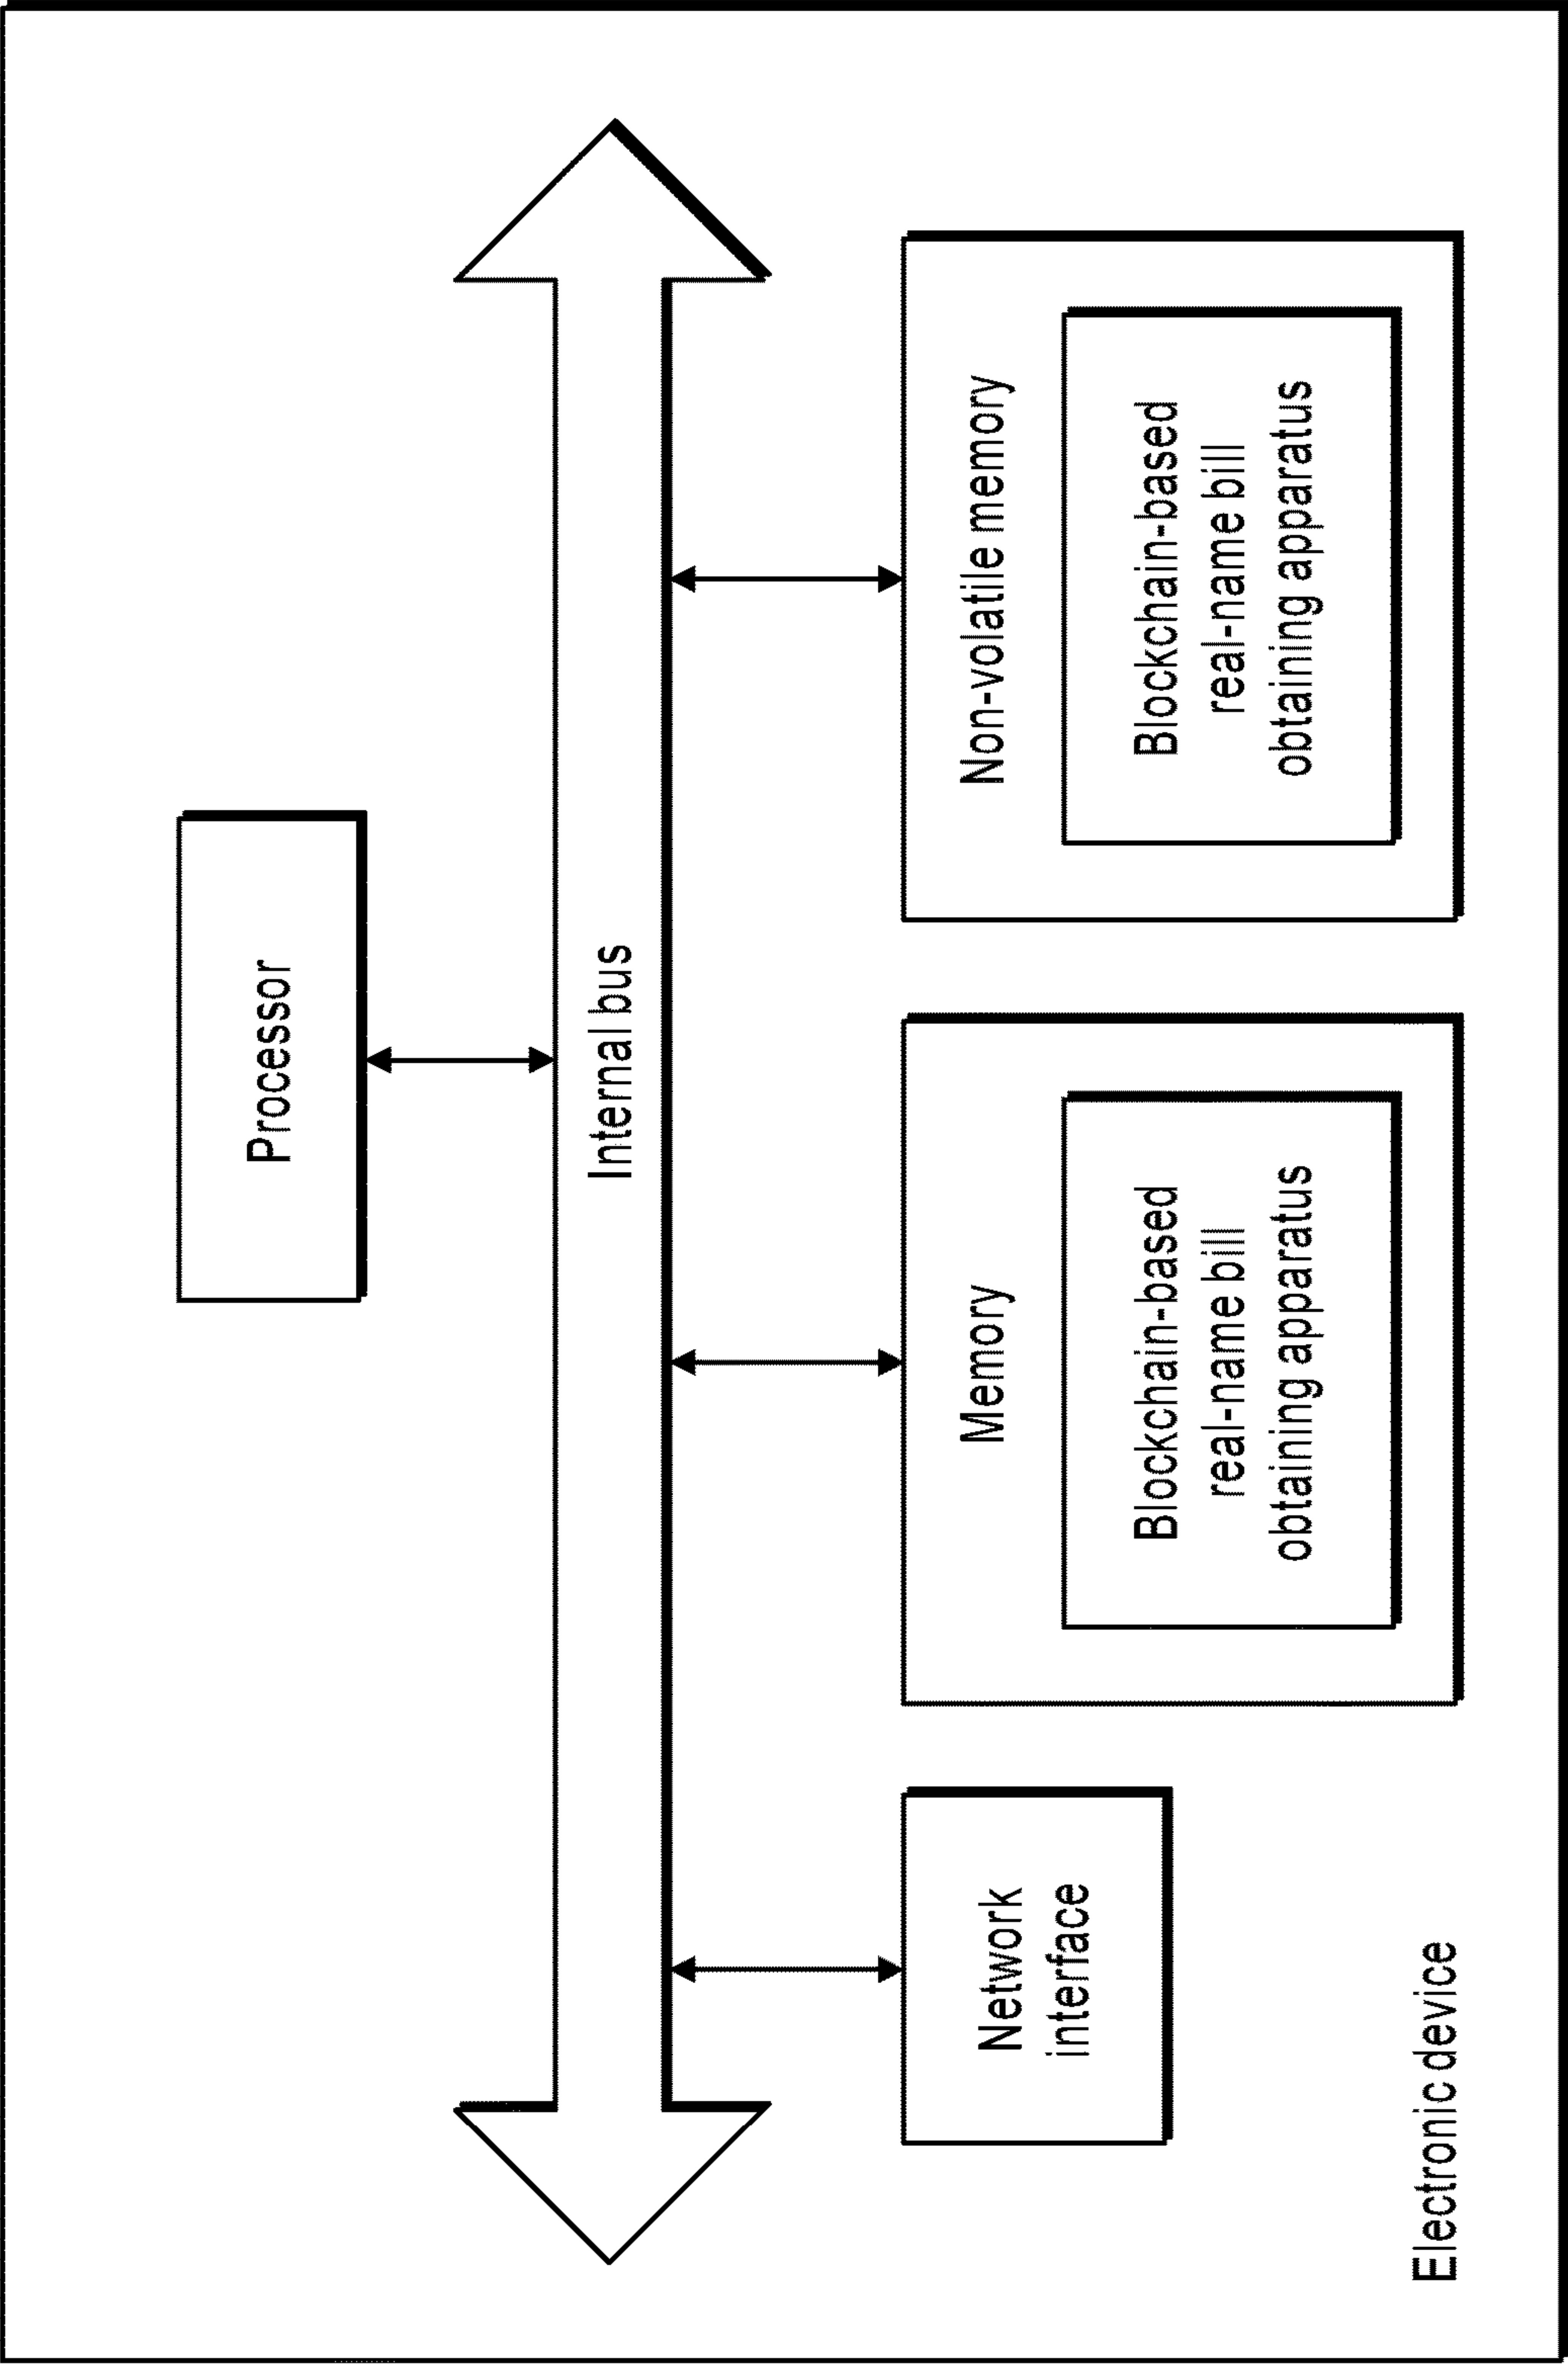 Processor
Internal bus
Network
interface
Memory
Blockchain-based
real-name bill
obtaining apparatus
Non-volatile memory
Blockchain-based
real-name bill
obtaining apparatus
Electronic device